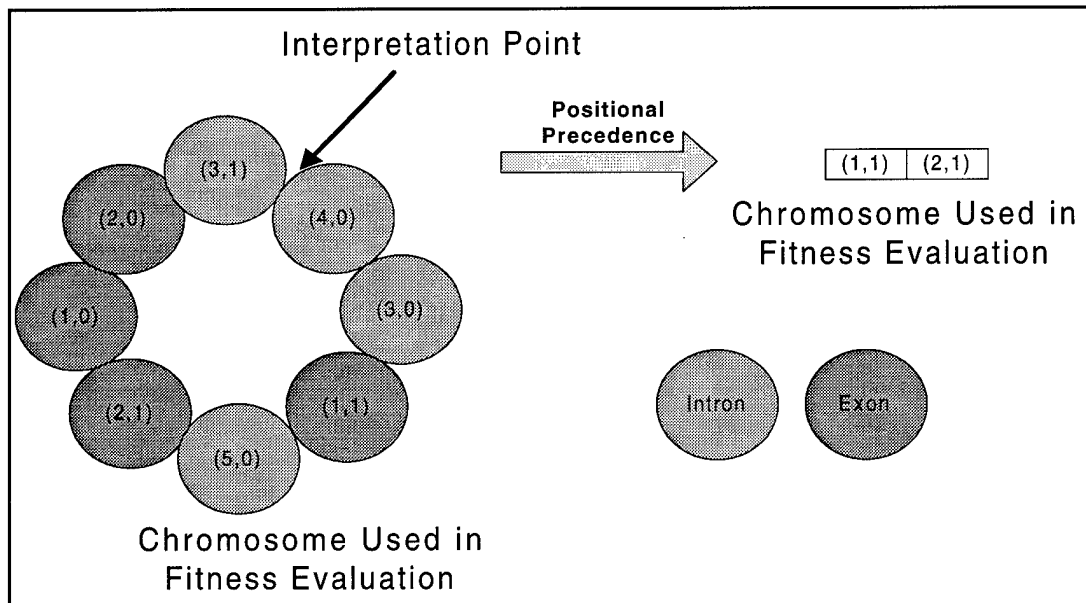 Interpretation Point
Positional
Precedence
(3,1)
(2,0)
(4,0)
(1,0)
(3,0)
(2,1)
(1,1)
(5,0)
(1,1) (2,1)
Chromosome Used in
Fitness Evaluation
Intron
Exon
Chromosome Used in
Fitness Evaluation